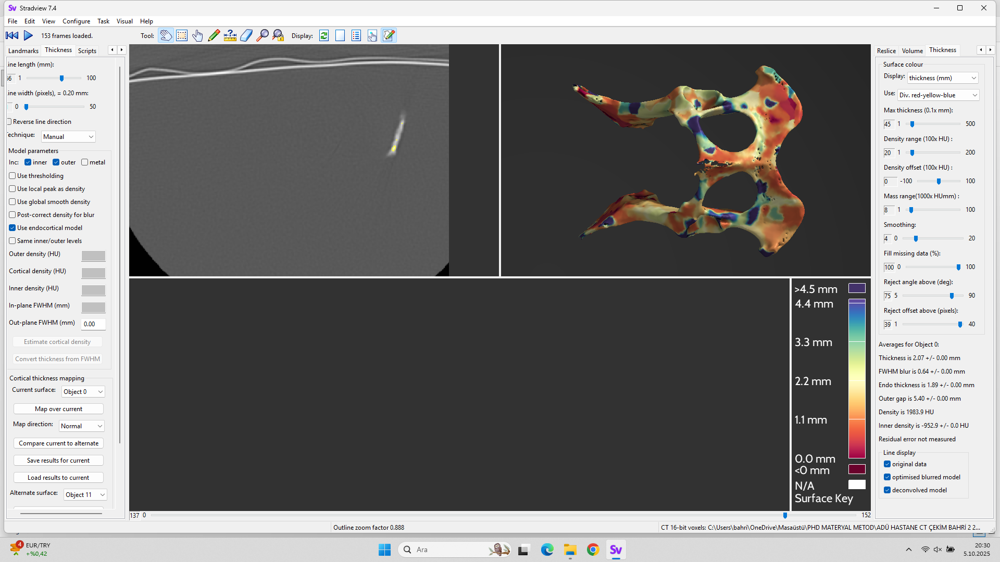 Sv Stradview 7.4
File Edit View Configure Task Visual Help
153 frames loaded.
Tool:
Display:
Landmarks Thickness Scripts
ine length (mm):
56 1 100
ine width (pixels), = 0.20 mm:
0 50
Reverse line direction
echnique: Manual
Model parameters
Inc: inner outer metal
Use thresholding
Use local peak as density
Use global smooth density
Post-correct density for blur
Use endocortical model
Same inner/outer levels
Outer density (HU)
Cortical density (HU)
Inner density (HU)
In-plane FWHM (mm)
Out-plane FWHM (mm) 0.00
Estimate cortical density
Convert thickness from FWHM
Cortical thickness mapping
Current surface: Object 0
Map over current
Map direction: Normal
Compare current to alternate
Save results for current
Load results to current
Alternate surface: Object 11
>4.5 mm
4.4 mm
3.3 mm
2.2 mm
1.1 mm
0.0 mm
<0 mm
N/A
Surface Key
137 0 152
Reslice Volume Thickness
Surface colour
Display: thickness (mm)
Use: Div. red-yellow-blue
Max thickness (0.1x mm):
45 1 500
Density range (100x HU) :
20 1 200
Density offset (100x HU) :
0 -100 100
Mass range(1000x HUmm) :
8 1 100
Smoothing:
4 0 20
Fill missing data (%):
100 0 100
Reject angle above (deg):
75 5 90
Reject offset above (pixels):
39 1 40
Averages for Object 0:
Thickness is 2.07 +/- 0.00 mm
FWHM blur is 0.64 +/- 0.00 mm
Endo thickness is 1.89 +/- 0.00 mm
Outer gap is 5.40 +/- 0.00 mm
Density is 1983.9 HU
Inner density is -952.9 +/- 0.0 HU
Residual error not measured
Line display
original data
optimised blurred model
deconvolved model
Outline zoom factor 0.888
CT 16-bit voxels: C:\Users\bahri\OneDrive\Masaüstü\PHD MATERYAL METOD\ADÜ HASTANE CT ÇEKİM BAHRİ 2 2...
4
EUR/TRY
+%0,42
Ara
Sv
20:30
5.10.2025